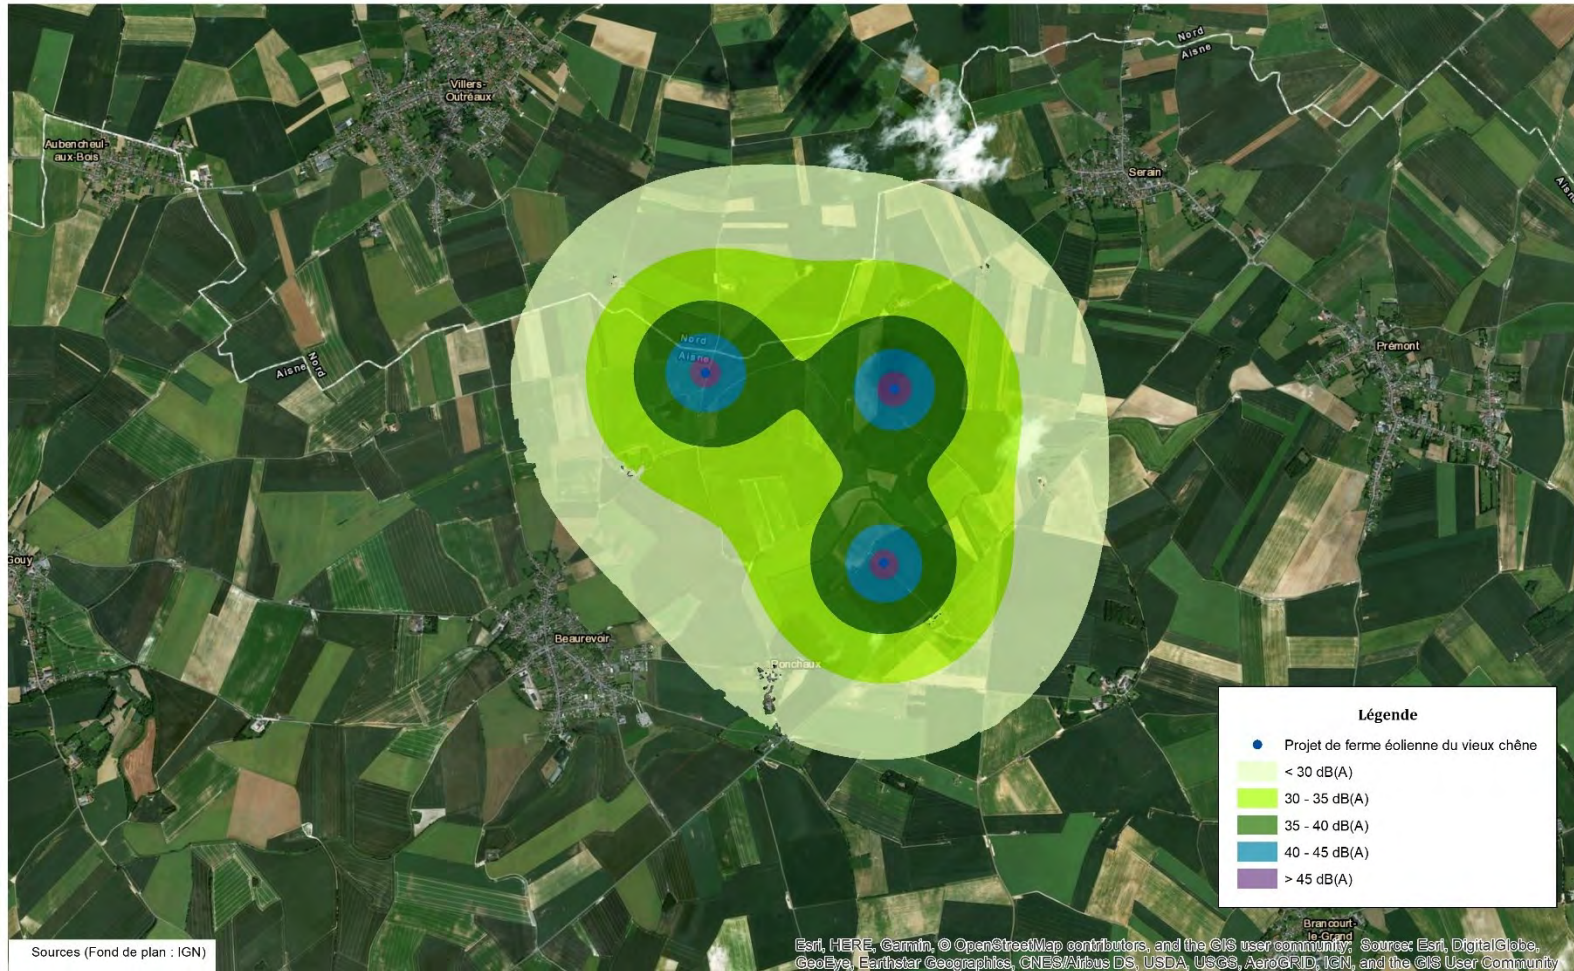 Nord
Aisne
Villers-
Outréaux
Aubencheul-
aux-Bois
Serain
Aisne
Nord
Aisne
Prémont
Nord
Aisne
Gouy
Beaurevoir
Ponchaux
Légende
Projet de ferme éolienne du vieux chêne
< 30 dB(A)
30 - 35 dB(A)
35 - 40 dB(A)
40 - 45 dB(A)
> 45 dB(A)
Brancourt-
le-Grand
Sources (Fond de plan : IGN)
Esri, HERE, Garmin, © OpenStreetMap contributors, and the GIS user community; Source: Esri, DigitalGlobe,
GeoEye, Earthstar Geographics, CNES/Airbus DS, USDA, USGS, AeroGRID, IGN, and the GIS User Community